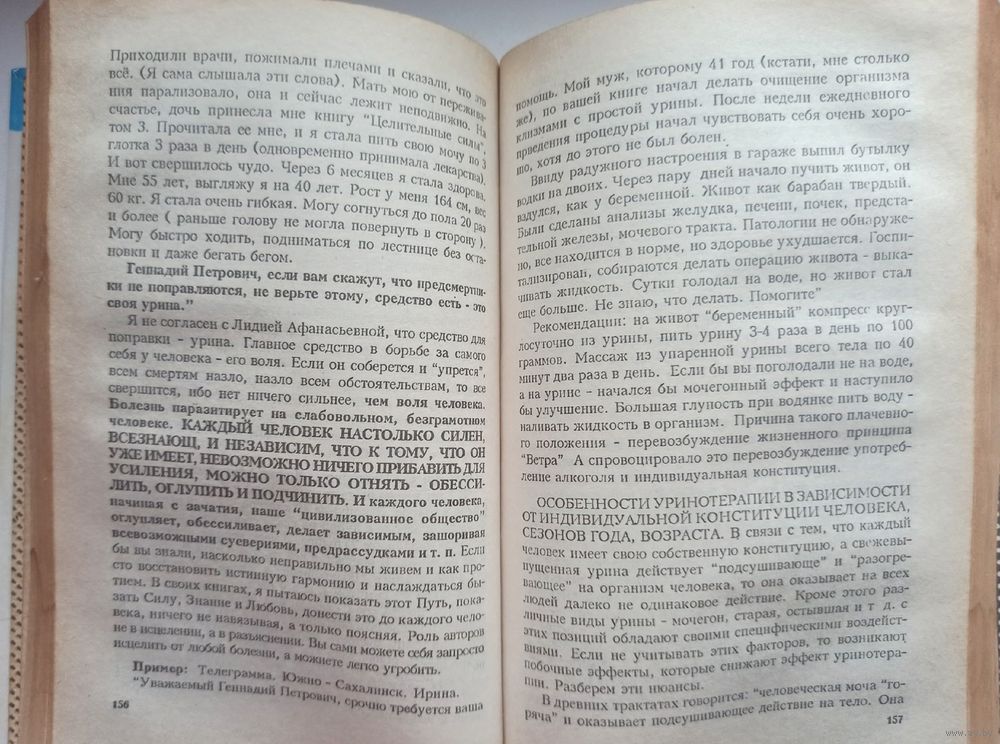 Приходили врачи, пожимали плечами и сказали, что это
всё. (Я сама слышала эти слова). Мать мою от пережива-
ния парализовало, она и сейчас лежит неподвижно. На
счастье, дочь принесла мне книгу "Целительные силы",
том 3. Прочитала ее мне, и я стала пить свою мочу по 3
глотка 3 раза в день (одновременно принимала лекарства).
И вот свершилось чудо. Через 6 месяцев я стала здорова.
Мне 55 лет, выгляжу я на 40 лет. Рост у меня 164 см, вес
60 кг. Я стала очень гибкая. Могу согнуться до пола 20 раз
и более ( раньше голову не могла повернуть в сторону ).
Могу быстро ходить, подниматься по лестнице без оста-
новки и даже бегать бегом.
Геннадий Петрович, если вам скажут, что предсмертни-
ки не поправляются, не верьте этому, средство есть - это
своя урина."
Я не согласен с Лидией Афанасьевной, что средство для
поправки - урина. Главное средство в борьбе за самого
себя у человека - его воля. Если он соберется и "упрется",
всем смертям назло, назло всем обстоятельствам, то все
свершится, ибо нет ничего сильнее, чем воля человека.
Болезнь паразитирует на слабовольном, безграмотном
человеке. КАЖДЫЙ ЧЕЛОВЕК НАСТОЛЬКО СИЛЕН,
ВСЕЗНАЮЩ, И НЕЗАВИСИМ, ЧТО К ТОМУ, ЧТО ОН
УЖЕ ИМЕЕТ, НЕВОЗМОЖНО НИЧЕГО ПРИБАВИТЬ ДЛЯ
УСИЛЕНИЯ, МОЖНО ТОЛЬКО ОТНЯТЬ - ОБЕССИ-
ЛИТЬ, ОГЛУПИТЬ И ПОДЧИНИТЬ. И каждого человека,
начиная с зачатия, наше "цивилизованное общество"
оглупляет, обессиливает, делает зависимым, зашоривая
всевозможными суевериями, предрассудками и т. п. Если
бы вы знали, насколько неправильно мы живем и как про-
сто восстановить истинную гармонию и наслаждаться бы-
тием. В своих книгах, я пытаюсь показать этот Путь, пока-
зать Силу, Знание и Любовь, донести это до каждого чело-
века, ничего не навязывая, а только поясняя. Роль авторов
не в исцелении, а в разъяснении. Вы сами можете себя запросто
исцелить от любой болезни, а можнете легко угробить.
Пример: Телеграмма. Южно - Сахалинск. Ирина.
"Уважаемый Геннадий Петрович, срочно требуется ваша
156
помощь. Мой муж, которому 41 год (кстати, мне столько
же), по вашей книге начал делать очищение организма
клизмами с простой урины. После недели ежедневного
прведения процедуры начал чувствовать себя очень хоро-
шо, хотя до этого не был болен.
Ввиду радужного настроения в гараже выпил бутылку
водки на двоих. Через пару дней начало пучить живот, он
вздулся, как у беременной. Живот как барабан твердый.
Были сделаны анализы желудка, печени, почек, предста-
тельной железы, мочевого тракта. Патологии не обнаруже-
но, все находится в норме, но здоровье ухудшается. Госпи-
тализирован, собираются делать операцию живота - выка-
чивать жидкость. Сутки голодал на воде, но живот стал
еще больше. Не знаю, что делать. Помогите"
Рекомендации: на живот "беременный" компресс круг-
лосуточно из урины, пить урину 3-4 раза в день по 100
граммов. Массаж из упаренной урины всего тела по 40
минут два раза в день. Если бы вы поголодали не на воде,
а на урине - начался бы мочегонный эффект и наступило
бы улучшение. Большая глупость при водянке пить воду -
наливать жидкость в организм. Причина такого плачевно-
го положения - перевозбуждение жизненного принципа
"Ветра" А спровоцировало это перевозбуждение употреб-
ление алкоголя и индивидуальная конституция.
ОСОБЕННОСТИ УРИНОТЕРАПИИ В ЗАВИСИМОСТИ
ОТ ИНДИВИДУАЛЬНОЙ КОНСТИТУЦИИ ЧЕЛОВЕКА,
СЕЗОНОВ ГОДА, ВОЗРАСТА. В связи с тем, что каждый
человек имеет свою собственную конституцию, а свежевы-
пущенная урина действует "подсушивающе" и "разогре-
вающее" на организм человека, то она оказывает на всех
людей далеко не одинаковое действие. Кроме этого раз-
личные виды урины - мочегон, старая, остывшая и т д. с
этих позиций обладают своими специфическими воздейст-
виями. Если не учитывать этих факторов, то возникают
побочные эффекты, которые снижают эффект уринотера-
пии. Разберем эти нюансы.
В древних трактатах говорится: "человеческая моча "го-
ряча" и оказывает подсушивающее действие на тело. Она
157